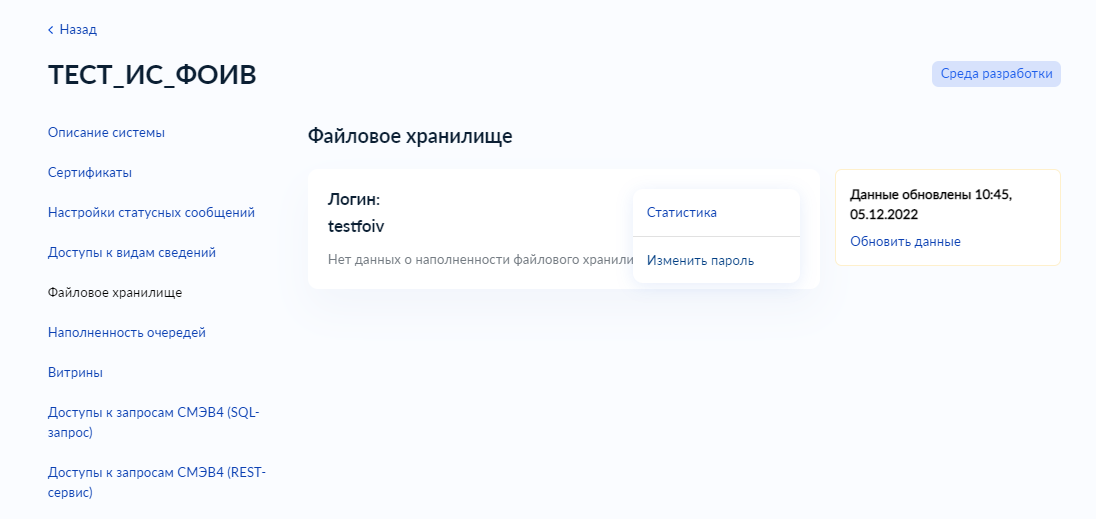 Назад
ТЕСТ_ИС_ФОИВ
Среда разработки
Описание системы
Сертификаты
Настройки статусных сообщений
Доступы к видам сведений
Файловое хранилище
Наполненность очередей
Витрины
Доступы к запросам СМЭВ4 (SQL-
запрос)
Доступы к запросам СМЭВ4 (REST-
сервис)
Файловое хранилище
Логин:
testfoiv
Нет данных о наполненности файлового
Статистика
Изменить пароль
Данные обновлены 10:45,
05.12.2022
Обновить данные